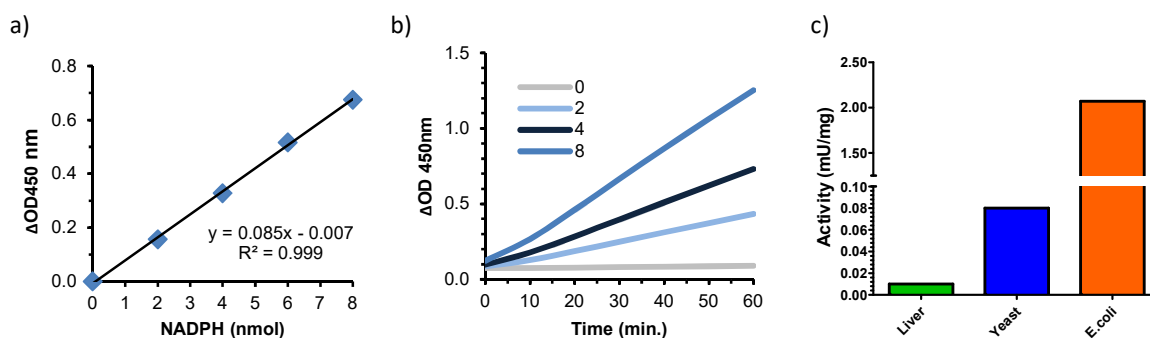 a)
ΔOD450 nm
0.8
0.6
0.4
0.2
0.0
y = 0.085x - 0.007
R² = 0.999
0 1 2 3 4 5 6 7 8
NADPH (nmol)
b)
ΔOD 450nm
1.5
1.0
0.5
0.0
0
2
4
8
0 10 20 30 40 50 60
Time (min.)
c)
Activity (mU/mg)
2.50
2.00
1.50
0.10
0.08
0.06
0.04
0.02
0.00
Liver
Yeast
E.coli